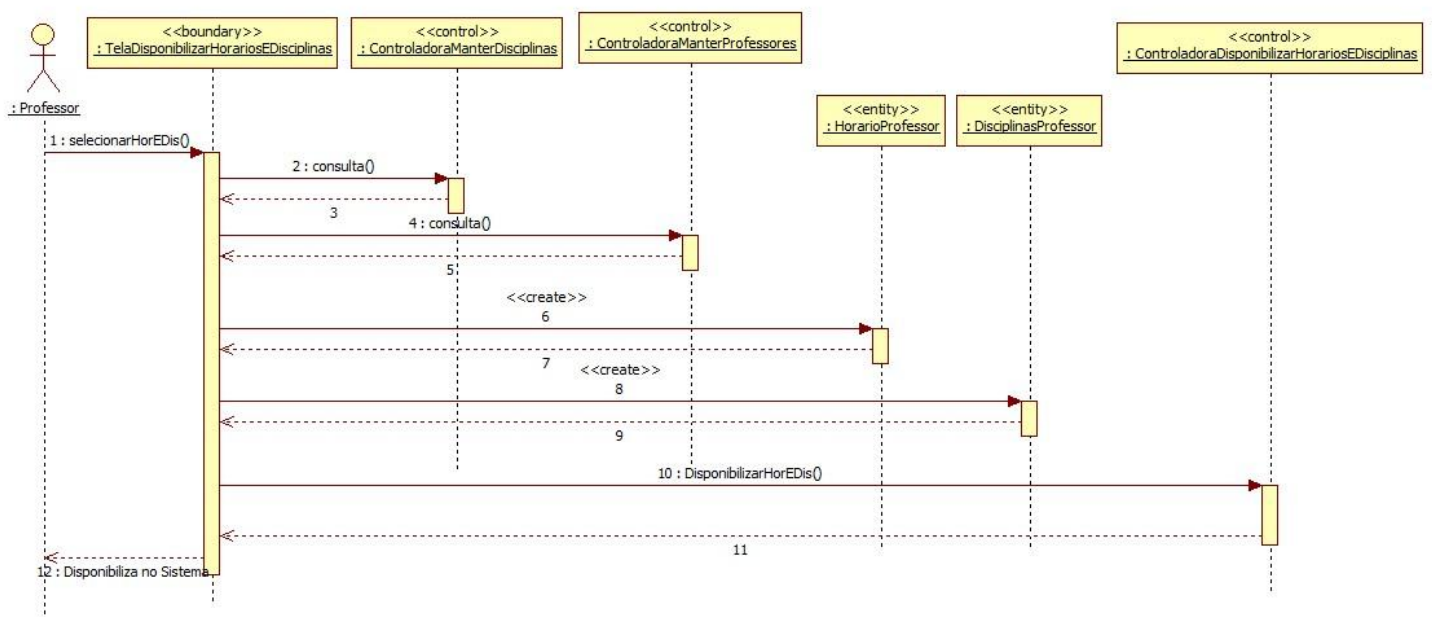 <<boundary>>
: TelaDisponibilizarHorariosEDisciplinas
<<control>>
: ControladoraManterDisciplinas
<<control>>
: ControladoraManterProfessores
<<control>>
: ControladoraDisponibilizarHorariosEDisciplinas
: Professor
<<entity>>
: HorarioProfessor
<<entity>>
: DisciplinasProfessor
1 : selecionarHorEDis()
2 : consulta()
3
4 : consulta()
5
<<create>>
6
7
<<create>>
8
9
10 : DisponibilizarHorEDis()
11
12 : Disponibiliza no Sistema